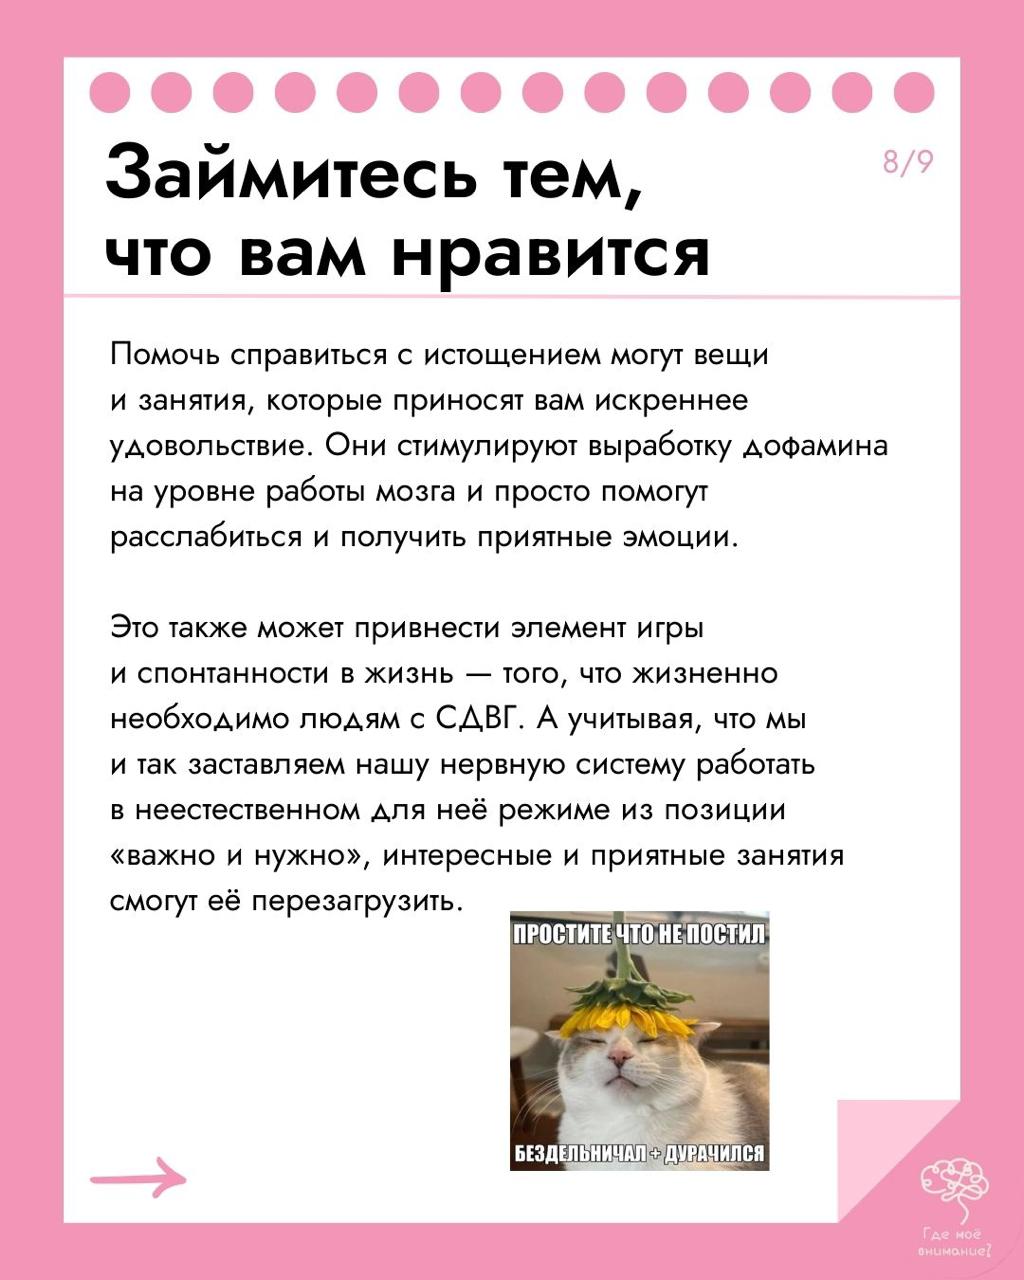 Займитесь тем,
что вам нравится
8/9
Помочь справиться с истощением могут вещи
и занятия, которые приносят вам искреннее
удовольствие. Они стимулируют выработку дофамина
на уровне работы мозга и просто помогут
расслабиться и получить приятные эмоции.
Это также может привнести элемент игры
и спонтанности в жизнь — того, что жизненно
необходимо людям с СДВГ. А учитывая, что мы
и так заставляем нашу нервную систему работать
в неестественном для неё режиме из позиции
«важно и нужно», интересные и приятные занятия
смогут её перезагрузить.
ПРОСТИТЕ ЧТО НЕ ПОСТИЛ
БЕЗДЕЛЬНИЧАЛ + ДУРАЧИЛСЯ
Где моё
внимание?